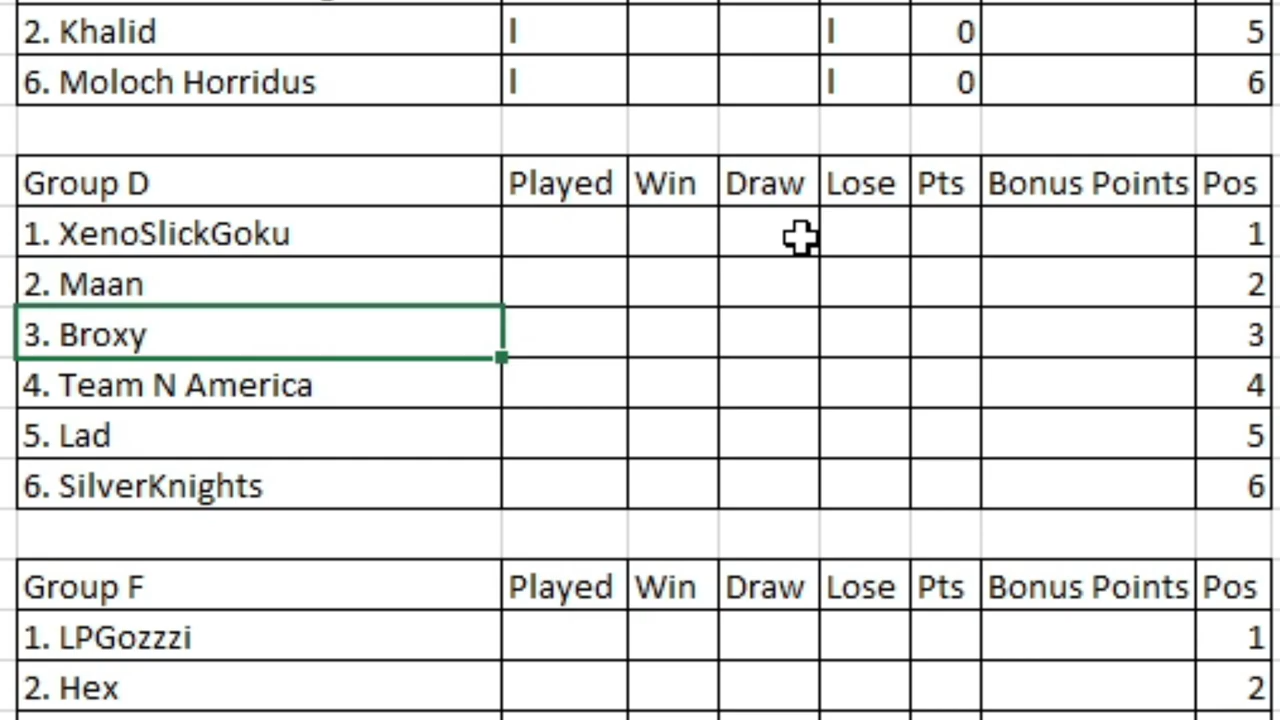 2. Khalid l l 0 5
6. Moloch Horridus l l 0 6
Group D Played Win Draw Lose Pts Bonus Points Pos
1. XenoSlickGoku 1
2. Maan 2
3. Broxy 3
4. Team N America 4
5. Lad 5
6. SilverKnights 6
Group F Played Win Draw Lose Pts Bonus Points Pos
1. LPGozzzi 1
2. Hex 2